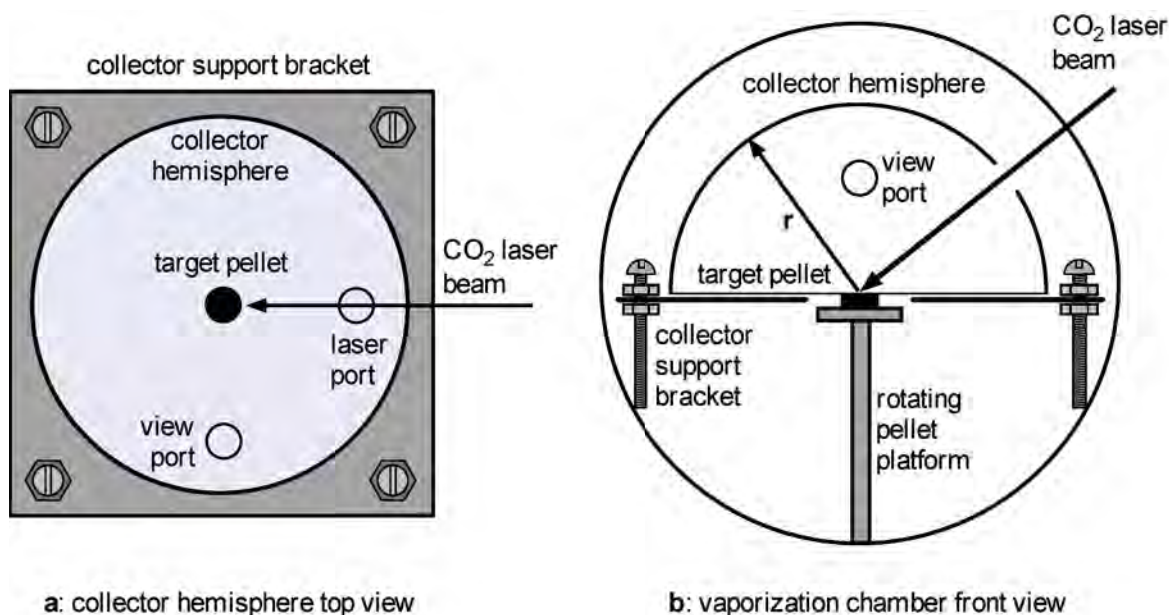 collector support bracket
collector
hemisphere
target pellet
CO₂ laser
beam
laser
port
view
port
a: collector hemisphere top view
CO₂ laser
beam
collector hemisphere
view
port
r
target pellet
collector
support
bracket
rotating
pellet
platform
b: vaporization chamber front view